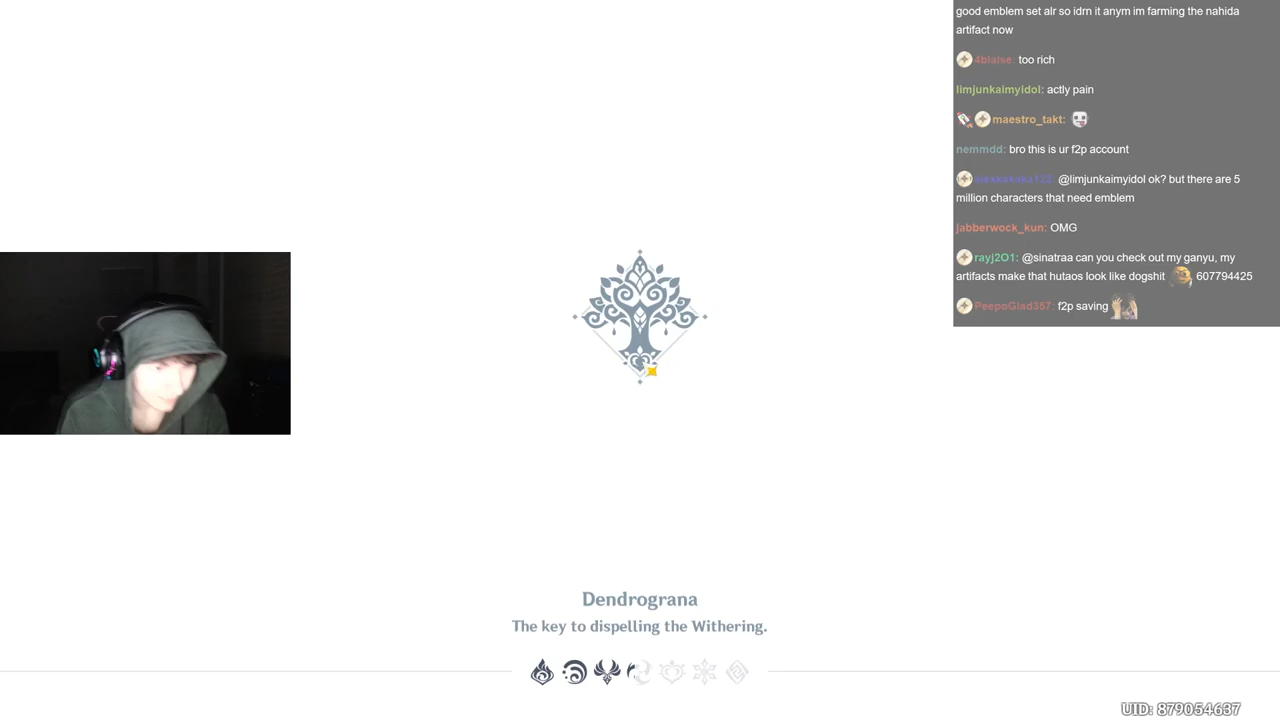 good emblem set alr so idrn it anym im farming the nahida
artifact now
4blaise: too rich
limjunkaimyidol: actly pain
maestro_takt:
nemmdd: bro this is ur f2p account
@limjunkaimyidol ok? but there are 5
million characters that need emblem
jabberwock_kun: OMG
rayj2O1: @sinatraa can you check out my ganyu, my
artifacts make that hutaos look like dogshit 607794425
PeepoGlad357: f2p saving
Dendrograna
The key to dispelling the Withering.
UID: 879054637